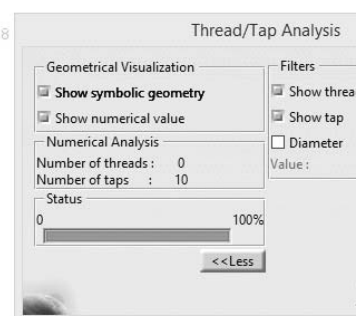 8
Thread/Tap Analysis
Geometrical Visualization
Show symbolic geometry
Show numerical value
Numerical Analysis
Number of threads : 0
Number of taps : 10
Status
0 100%
<<Less
Filters
Show threa
Show tap
Diameter
Value :